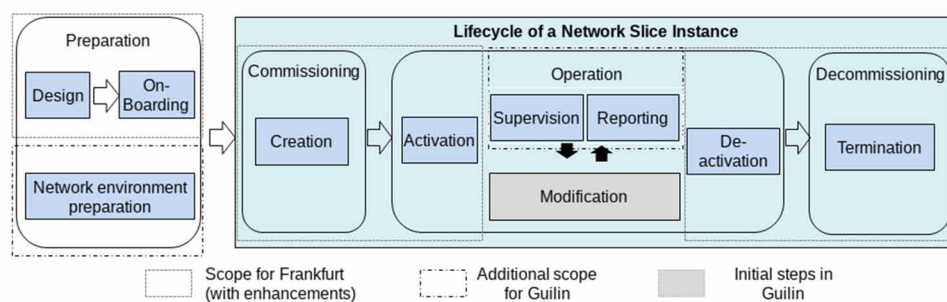 Lifecycle of a Network Slice Instance
Preparation
Design
On-
Boarding
Network environment
preparation
Commissioning
Creation
Activation
Operation
Supervision
Reporting
Modification
De-
activation
Decommissioning
Termination
Scope for Frankfurt
(with enhancements)
Additional scope
for Guilin
Initial steps in
Guilin